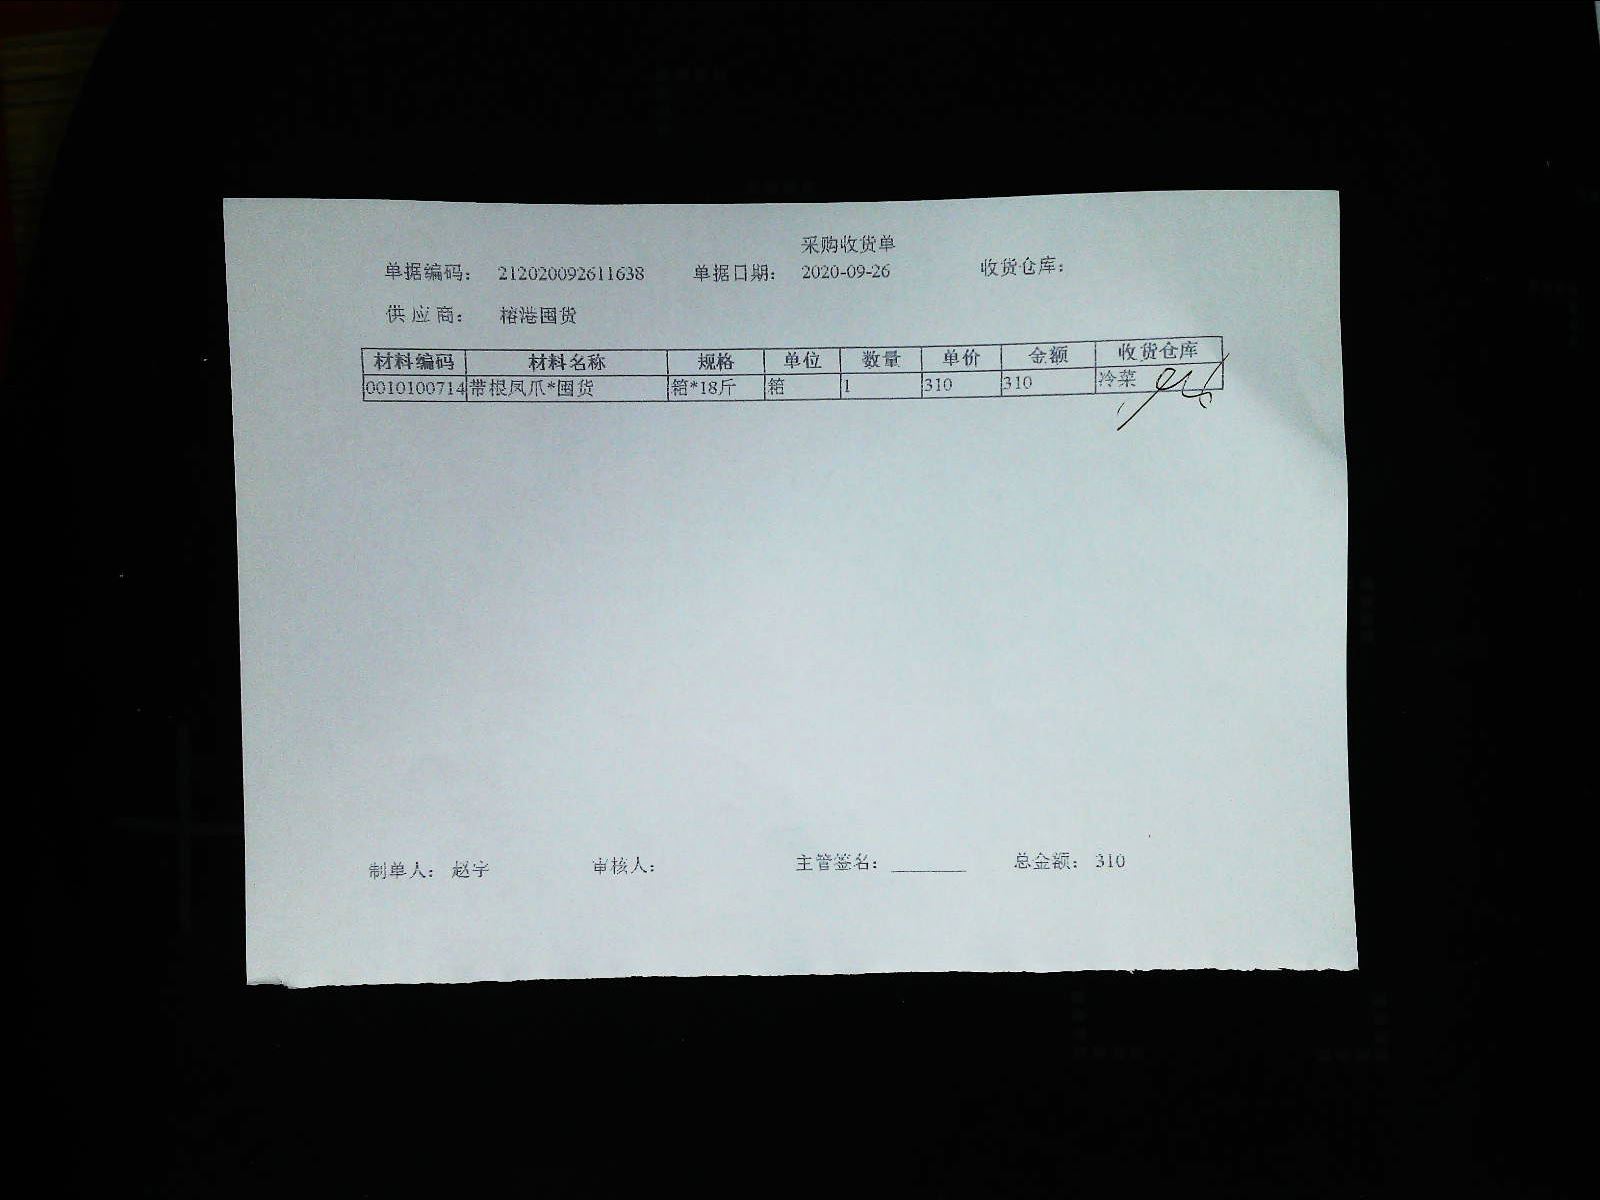 采购收货单
单据编码： 212020092611638 单据日期： 2020-09-26 收货仓库：
供应商： 榕港囤货
材料编码 材料名称 规格 单位 数量 单价 金额 收货仓库
0010100714 带根凤爪*囤货 箱*18斤 箱 1 310 310 冷菜
制单人： 赵宇 审核人： 主管签名：________ 总金额： 310